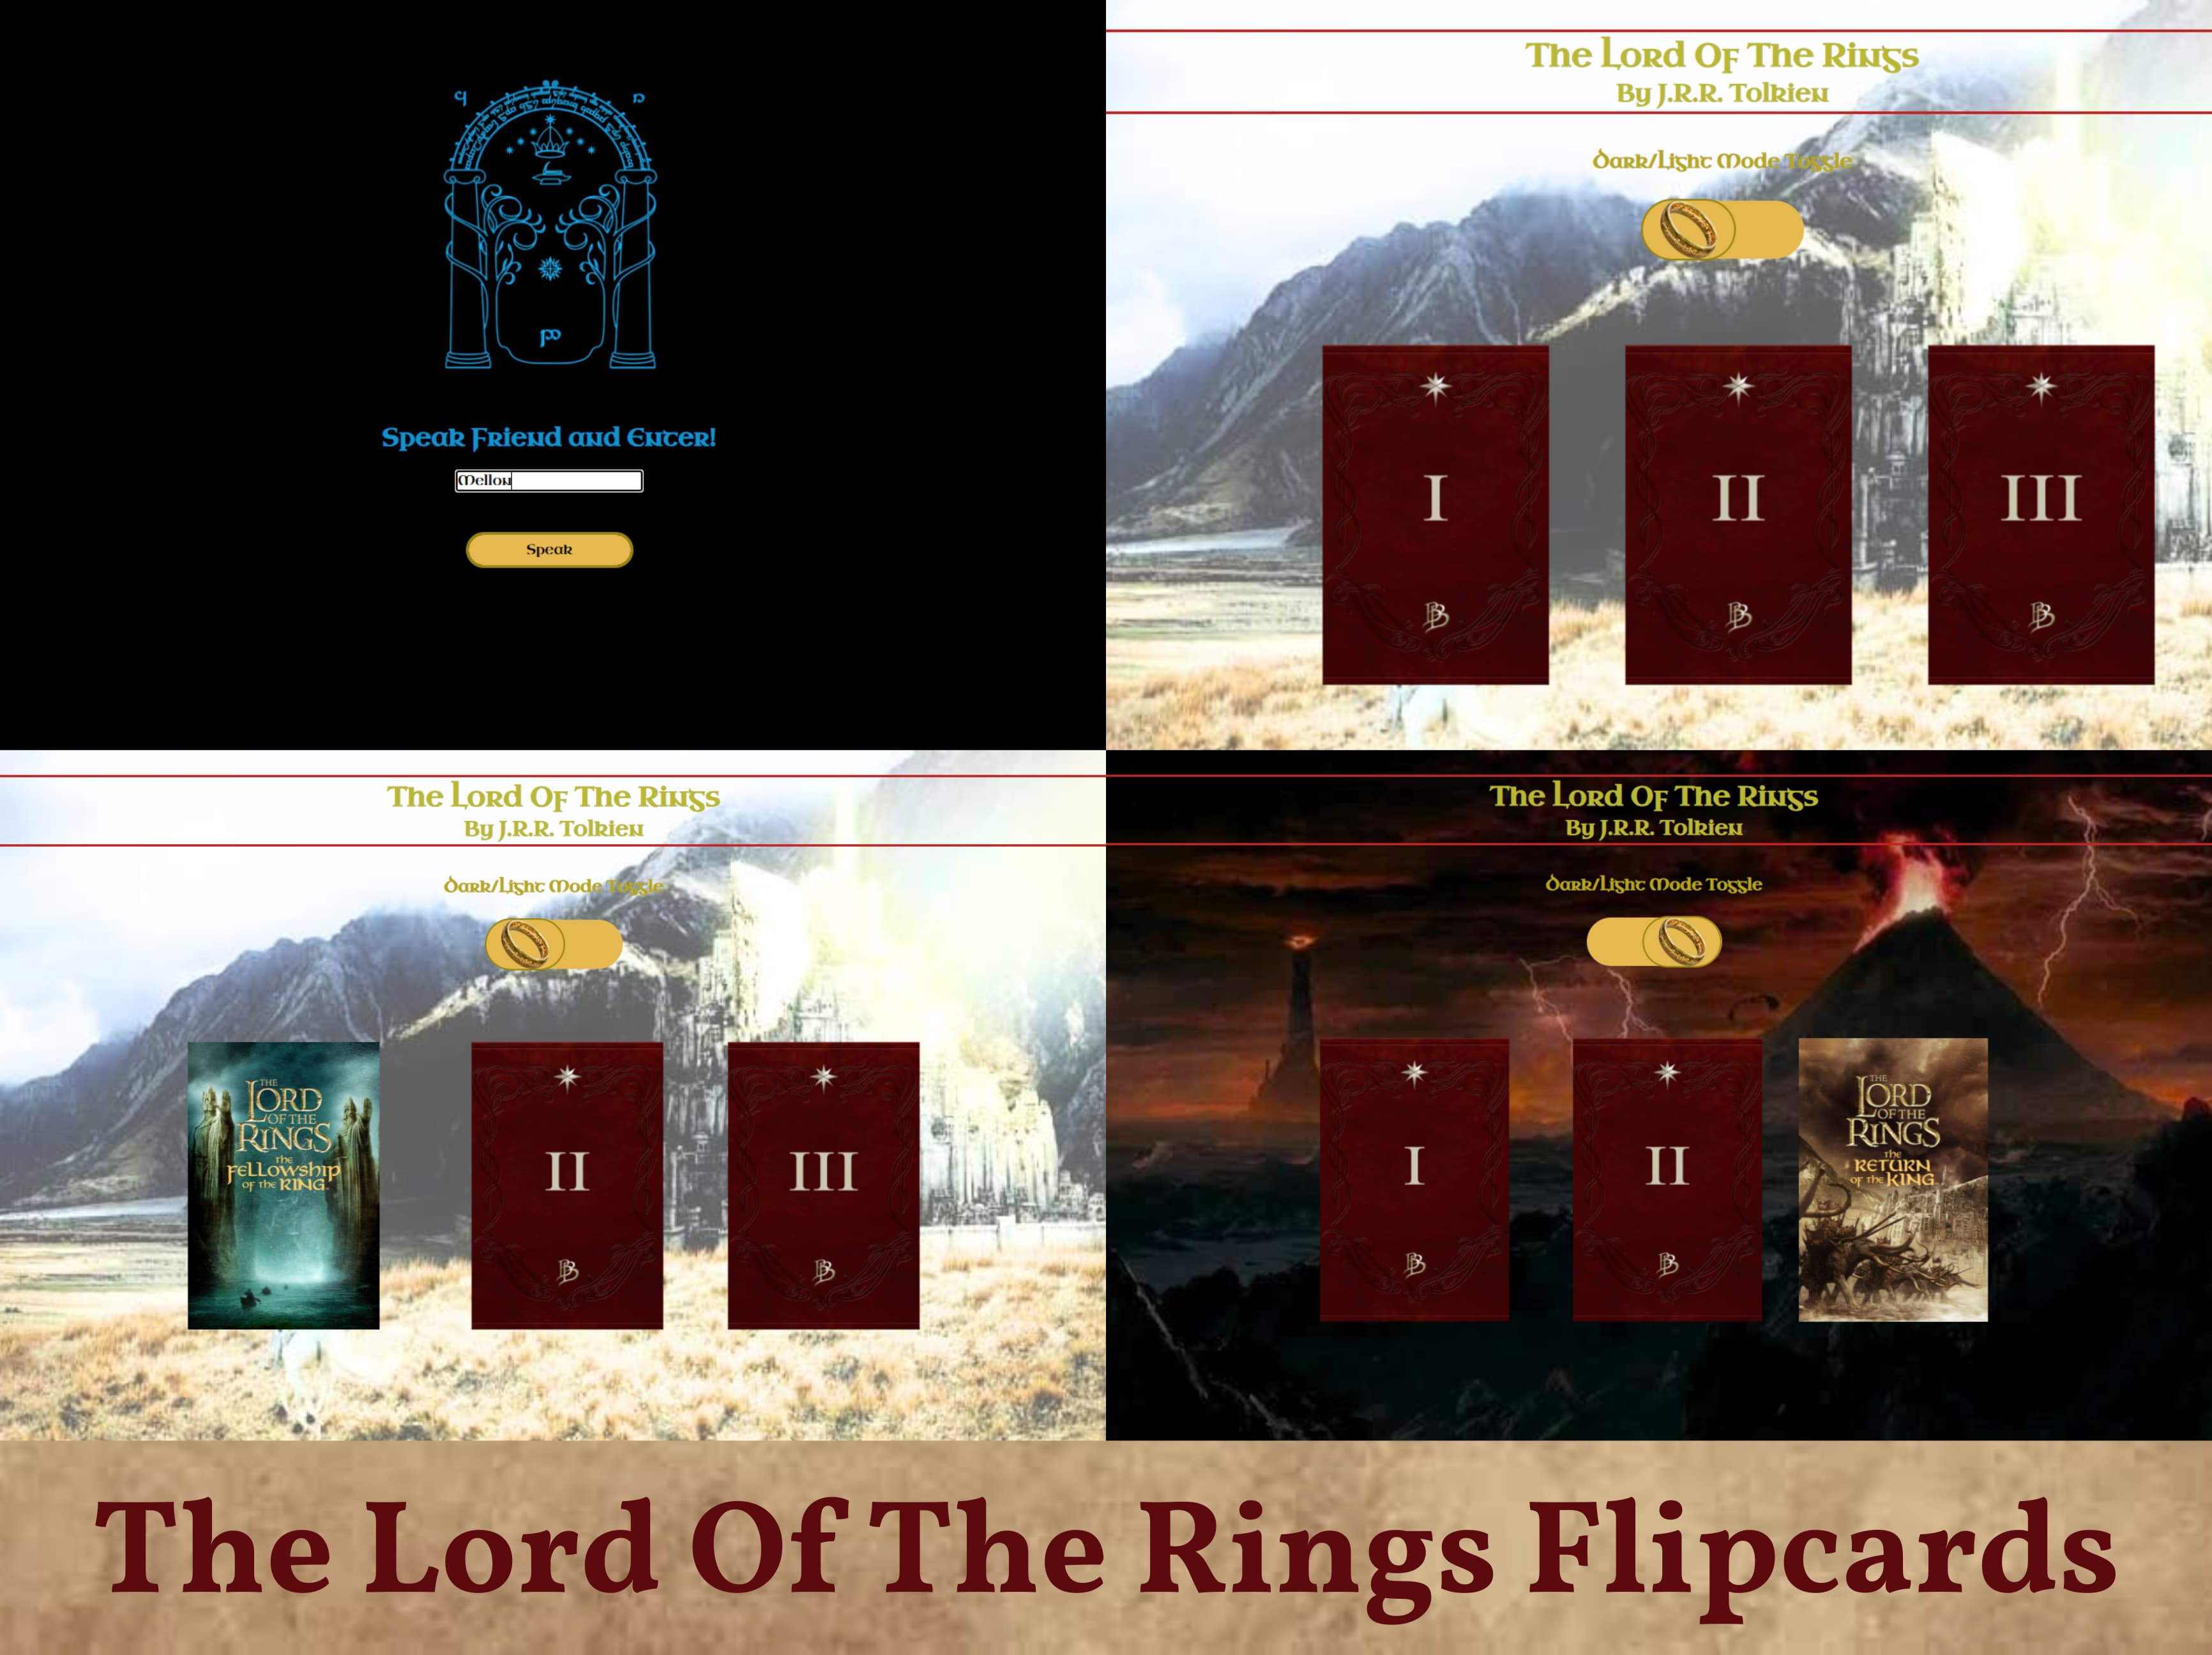 Speak Friend and Enter!
Mellon
Speak
The Lord Of The Rings
By J.R.R. Tolkien
Dark/Light Mode Toggle
I
II
III
The Lord Of The Rings
By J.R.R. Tolkien
Dark/Light Mode Toggle
THE
LORD
OF THE
RINGS
THE
FELLOWSHIP
OF THE RING
II
III
The Lord Of The Rings
By J.R.R. Tolkien
Dark/Light Mode Toggle
I
II
THE
LORD
OF THE
RINGS
THE
RETURN
OF THE KING
The Lord Of The Rings Flipcards